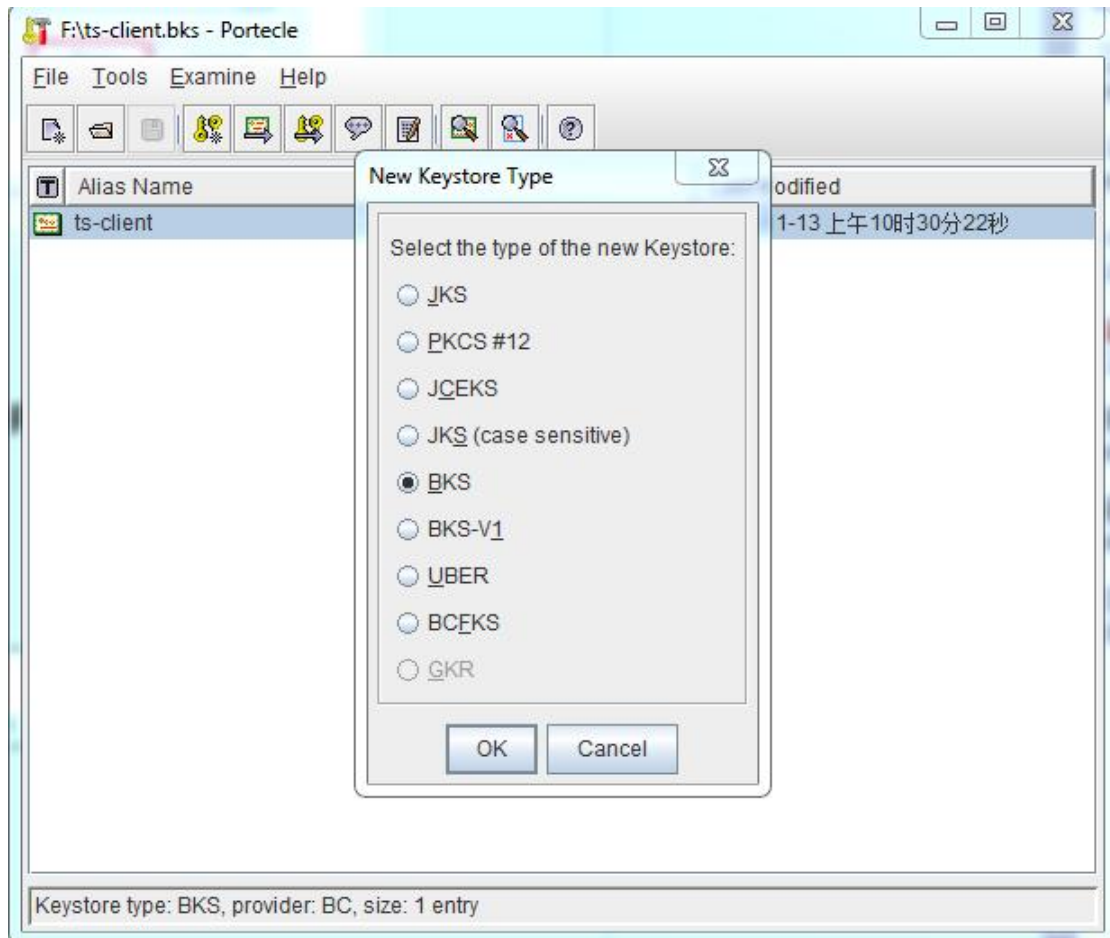 F:\ts-client.bks - Portecle
File Tools Examine Help
Alias Name
odified
ts-client
1-13 上午10时30分22秒
New Keystore Type
Select the type of the new Keystore:
JKS
PKCS #12
JCEKS
JKS (case sensitive)
BKS
BKS-V1
UBER
BCFKS
GKR
OK Cancel
Keystore type: BKS, provider: BC, size: 1 entry